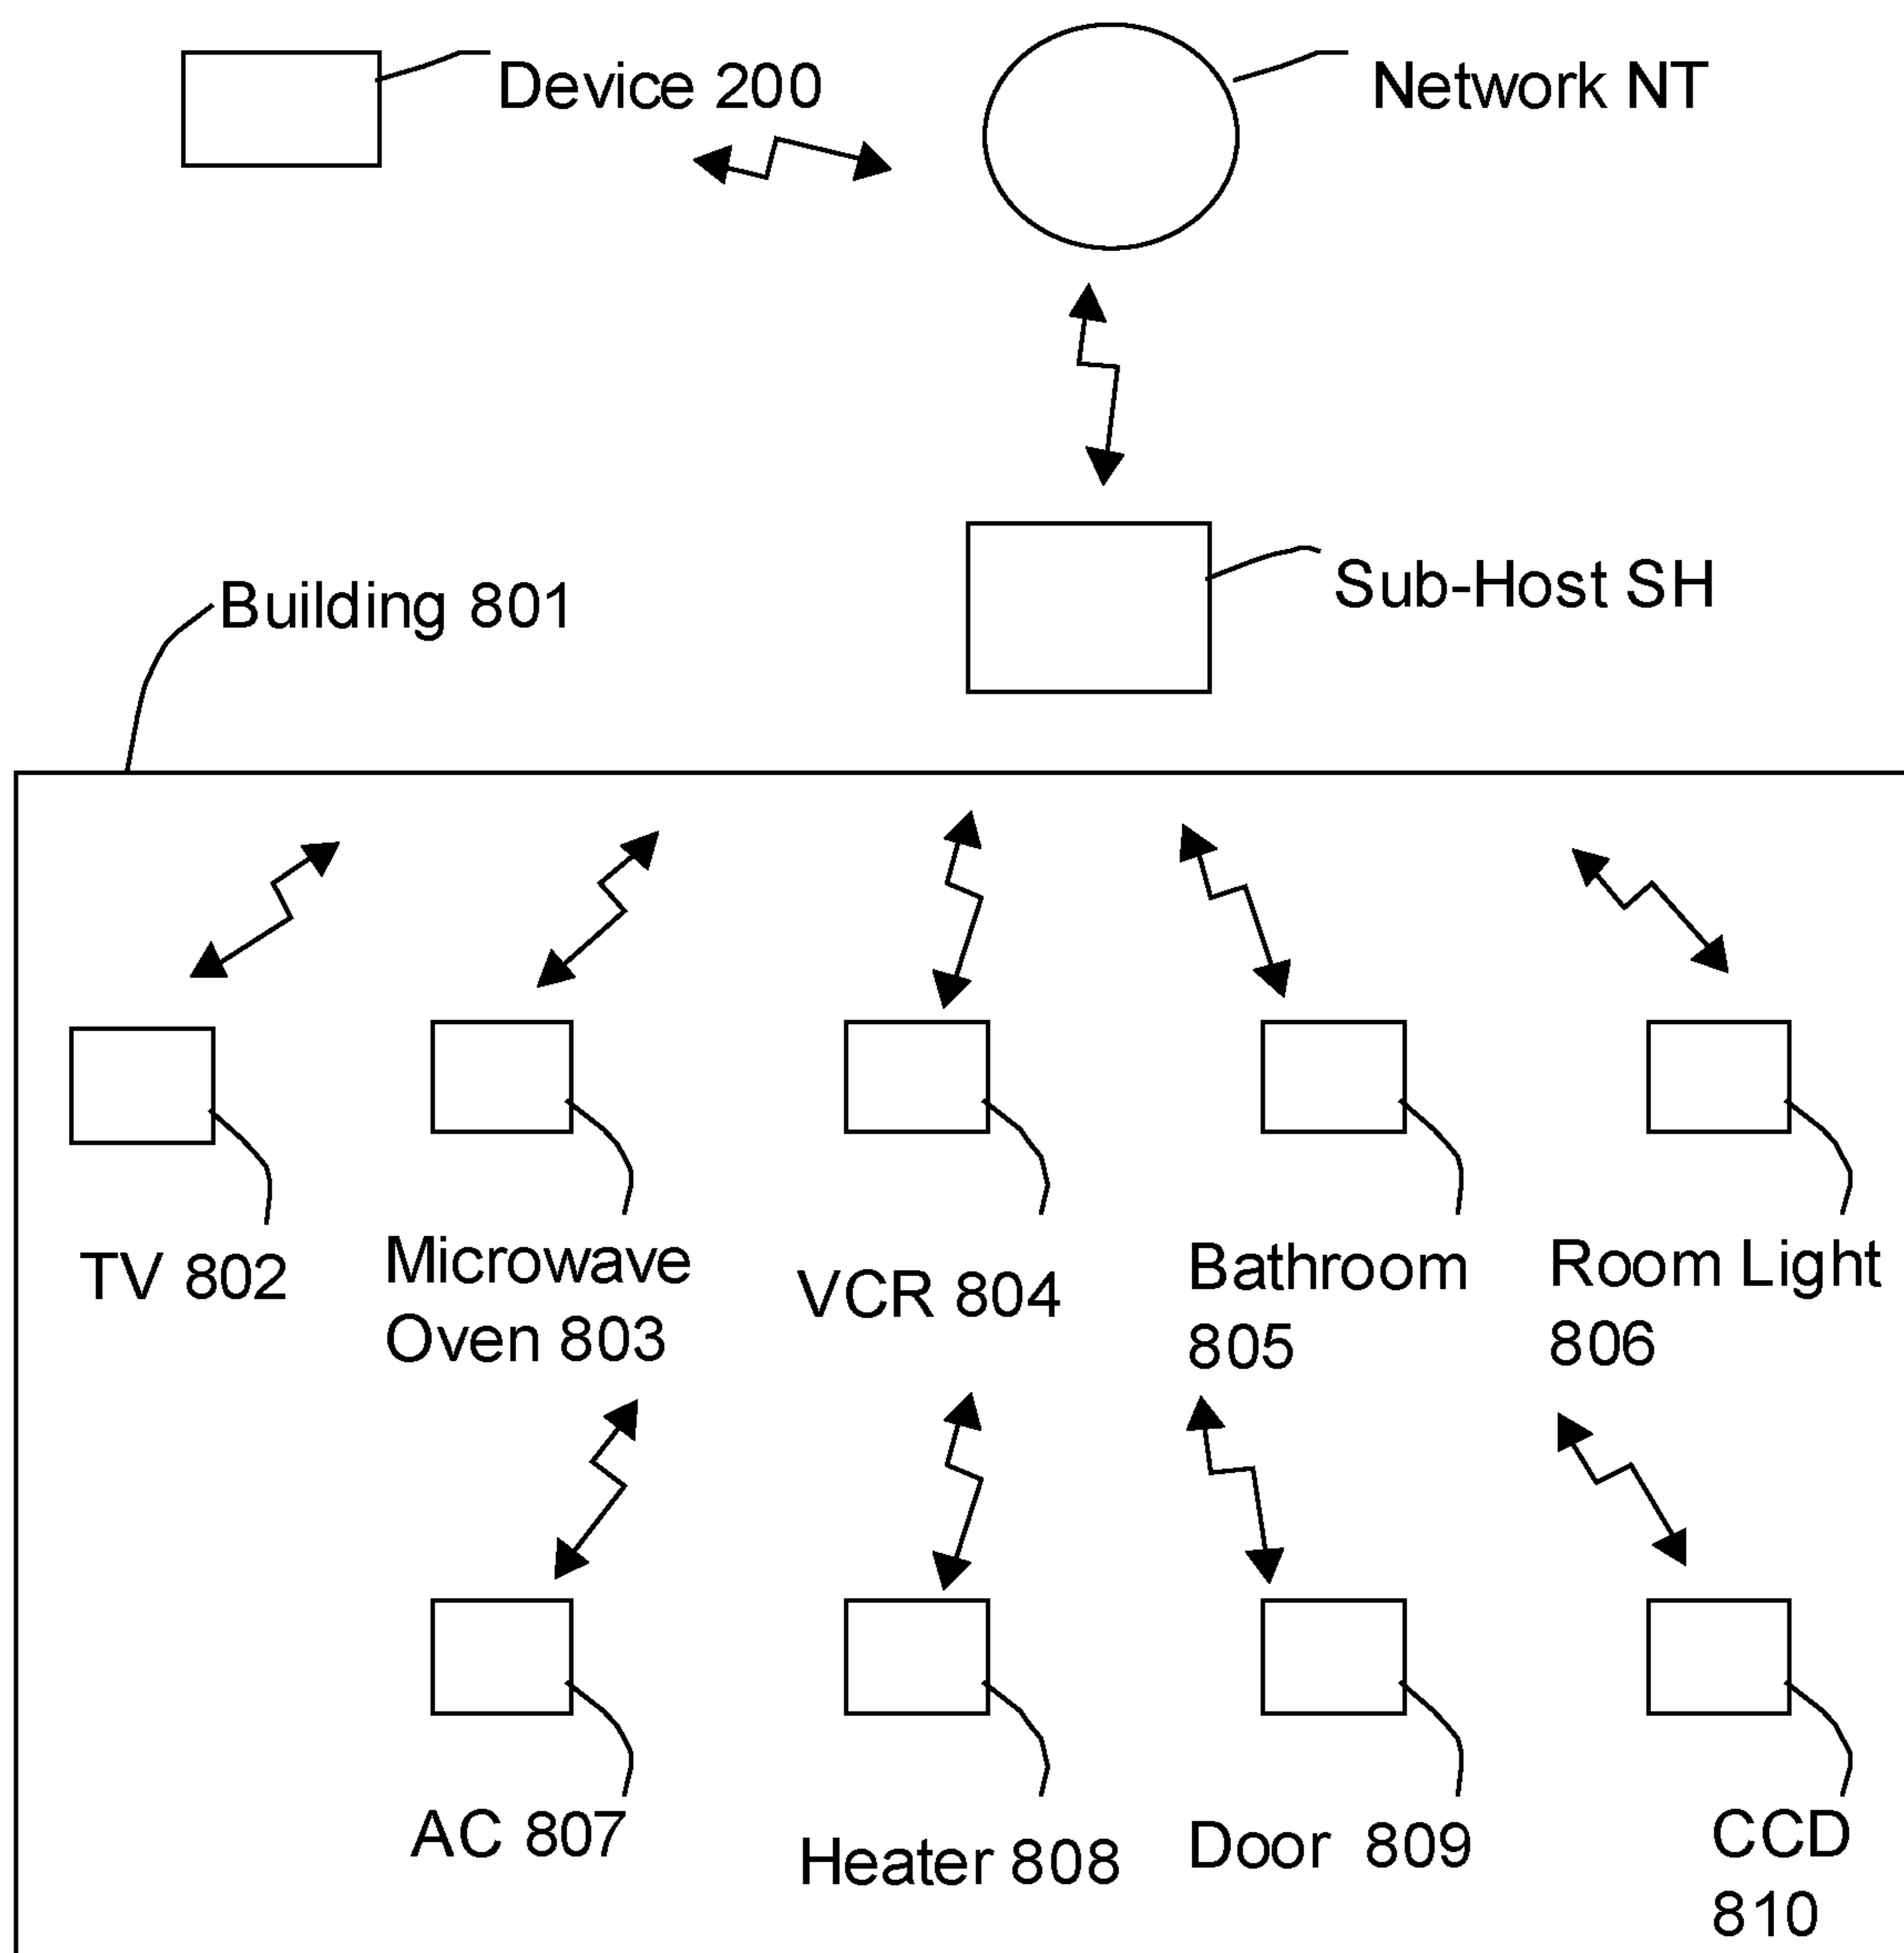 Device 200
Network NT
Sub-Host SH
Building 801
TV 802
Microwave
Oven 803
VCR 804
Bathroom
805
Room Light
806
AC 807
Heater 808
Door 809
CCD
810